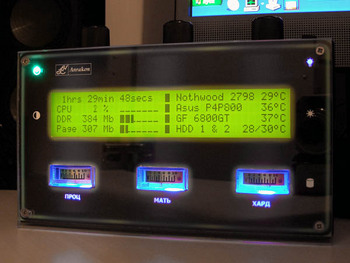 Annakov
1hrs 29min 48secs Nothwood 2798 29°C
CPU 1 % Asus P4P800 36°C
DDR 384 Mb GF 6800GT 37°C
Page 307 Mb HDD 1 & 2 28/30°C
ПРОЦ МАТЬ ХАРД